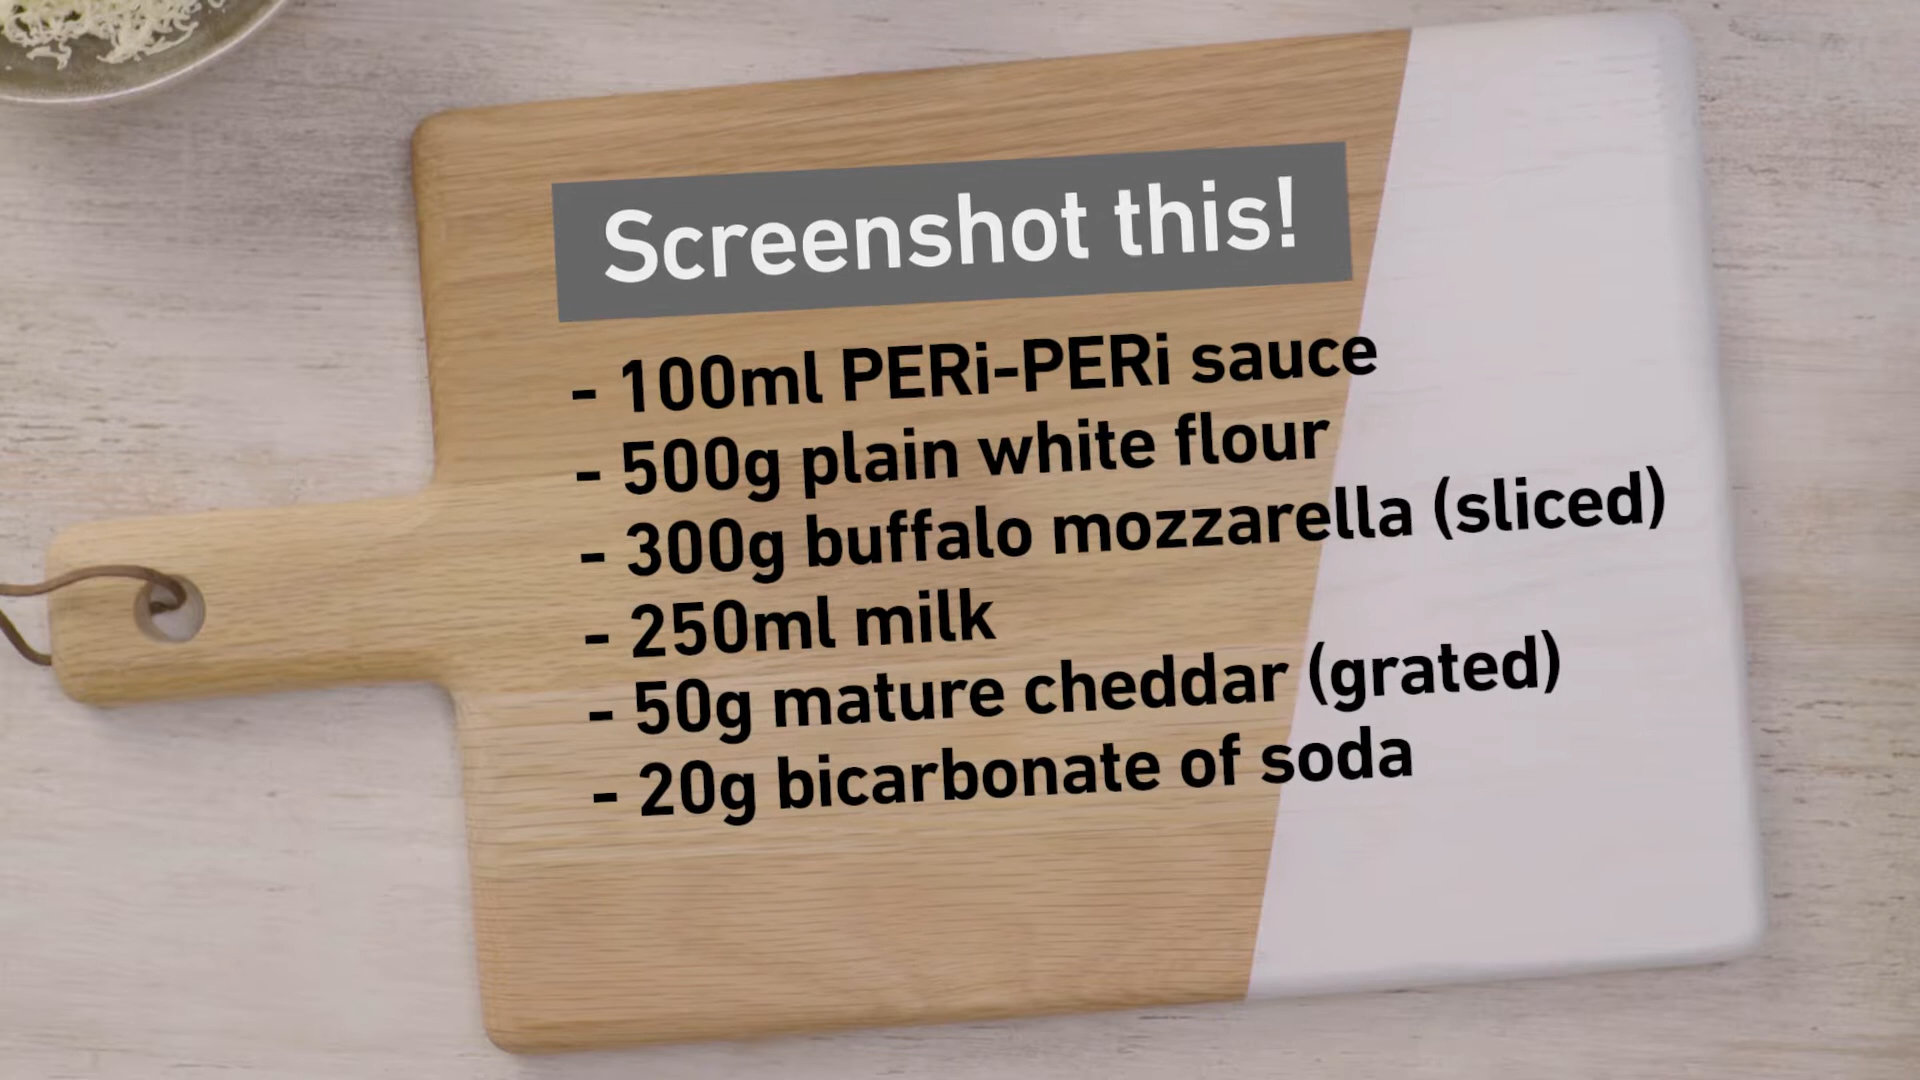 Screenshot this!
- 100ml PERi-PERi sauce
- 500g plain white flour
- 300g buffalo mozzarella (sliced)
- 250ml milk
- 50g mature cheddar (grated)
- 20g bicarbonate of soda